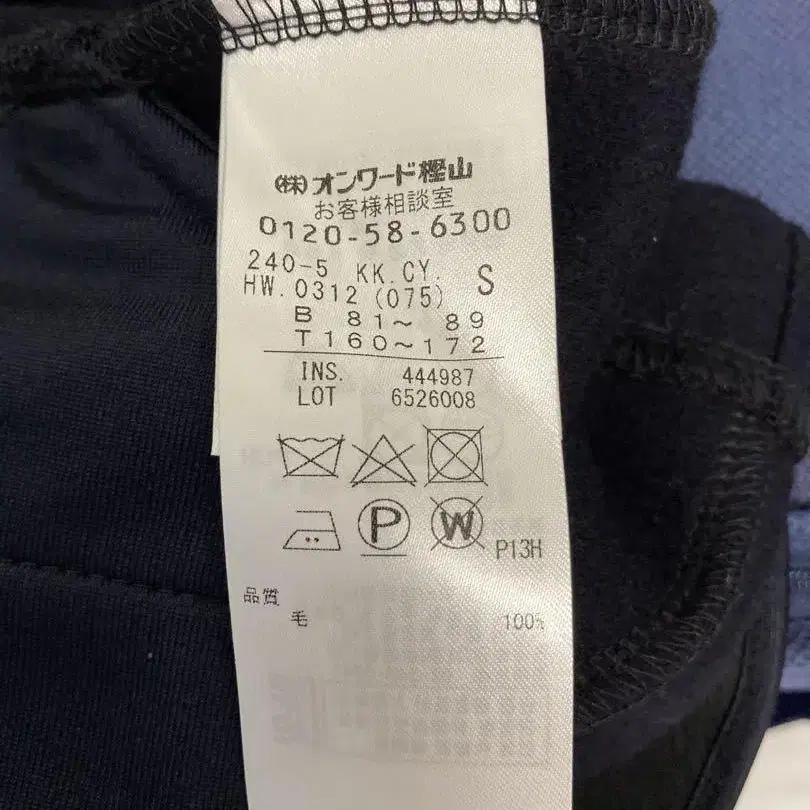 ㈱オンワード樫山
お客様相談室
0120-58-6300
240-5 KK.CY. S
HW.0312 (075)
B 81～ 89
T160～172
INS. 444987
LOT 6526008
P
W
P13H
品質
毛 100%